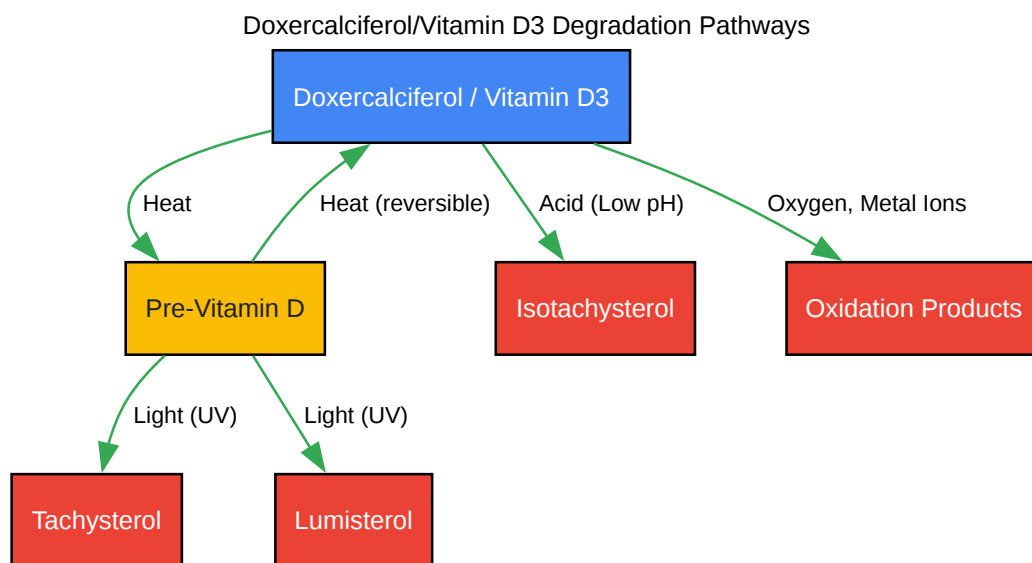 Doxercalciferol/Vitamin D3 Degradation Pathways
Doxercalciferol / Vitamin D3
Heat
Heat (reversible)
Acid (Low pH)
Oxygen, Metal Ions
Pre-Vitamin D
Isotachysterol
Oxidation Products
Light (UV)
Light (UV)
Tachysterol
Lumisterol